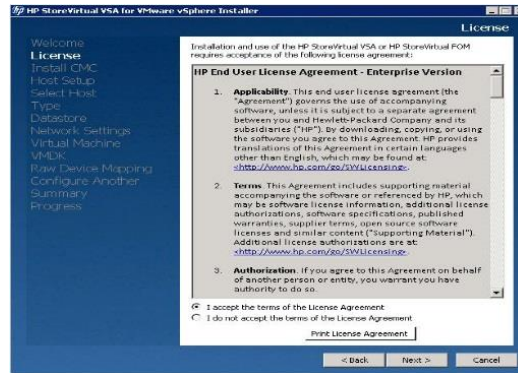 HP StoreVirtual VSA for VMware vSphere Installer
License
Welcome
License
Install CMC
Host Setup
Select Host
Type
Datastore
Network Settings
Virtual Machine
VMDK
Raw Device Mapping
Configure Another
Summary
Progress
Installation and use of the HP StoreVirtual VSA or HP StoreVirtual FOM
requires acceptance of the following license agreement:
HP End User License Agreement - Enterprise Version
1. Applicability. This end user license agreement (the
"Agreement") governs the use of accompanying
software, unless it is subject to a separate agreement
between you and Hewlett-Packard Company and its
subsidiaries ("HP"). By downloading, copying, or using
the software you agree to this Agreement. HP provides
translations of this Agreement in certain languages
other than English, which may be found at:
<http://www.hp.com/go/SWLicensing>.
2. Terms. This Agreement includes supporting material
accompanying the software or referenced by HP, which
may be software license information, additional license
authorizations, software specifications, published
warranties, supplier terms, open source software
licenses and similar content ("Supporting Material").
Additional license authorizations are at:
<http://www.hp.com/go/SWLicensing>.
3. Authorization. If you agree to this Agreement on behalf
of another person or entity, you warrant you have
authority to do so.
I accept the terms of the License Agreement
I do not accept the terms of the License Agreement
Print License Agreement
< Back Next > Cancel